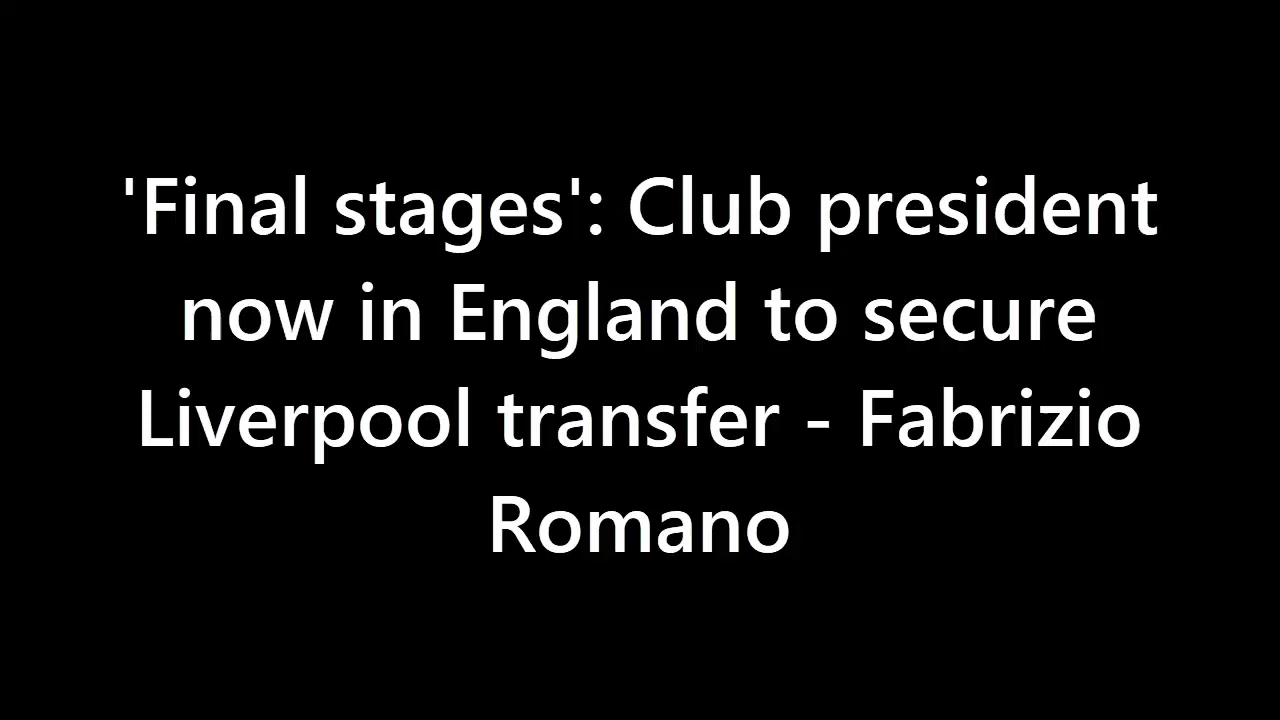 'Final stages': Club president
now in England to secure
Liverpool transfer - Fabrizio
Romano